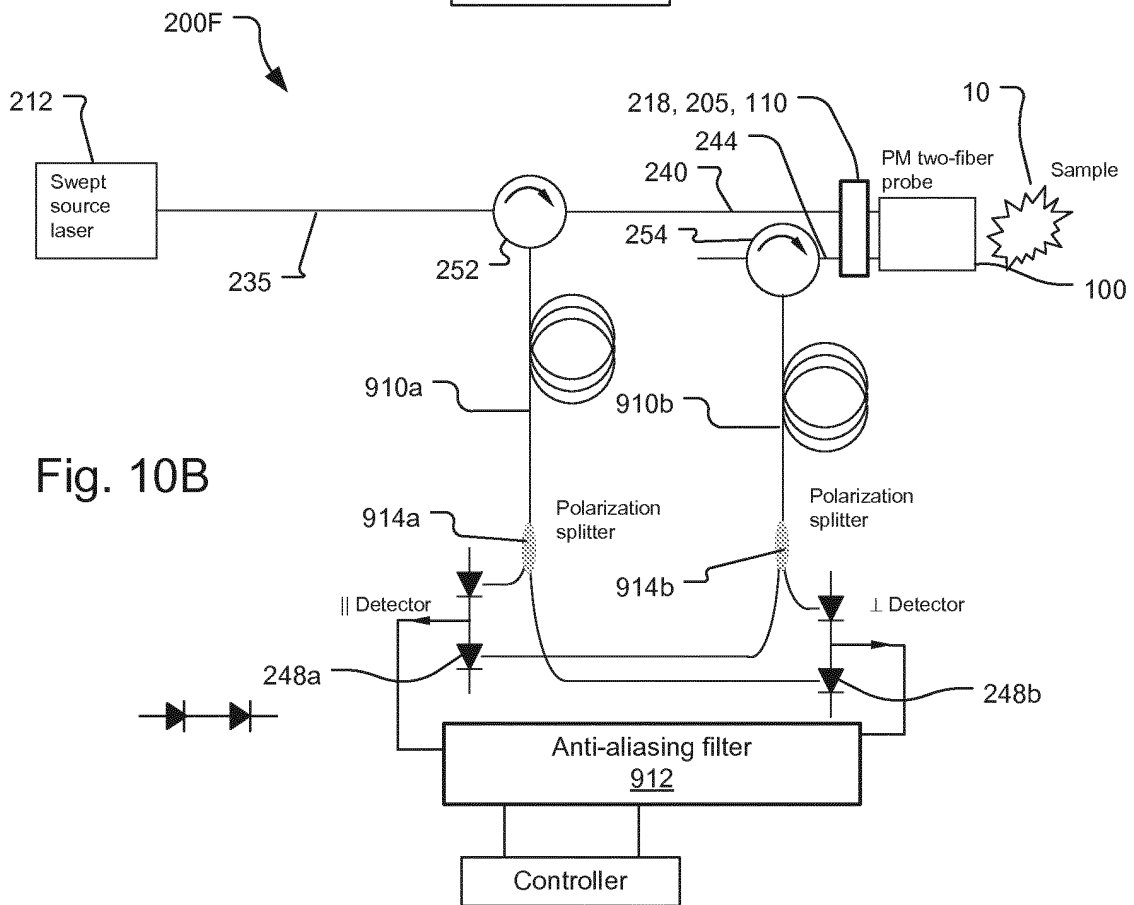 200F
212
218, 205, 110
10
244
Swept
source
laser
PM two-fiber
probe
Sample
240
254
235
252
100
910a
910b
Fig. 10B
Polarization
splitter
Polarization
splitter
914a
914b
|| Detector
⊥ Detector
248a
248b
Anti-aliasing filter
912
Controller